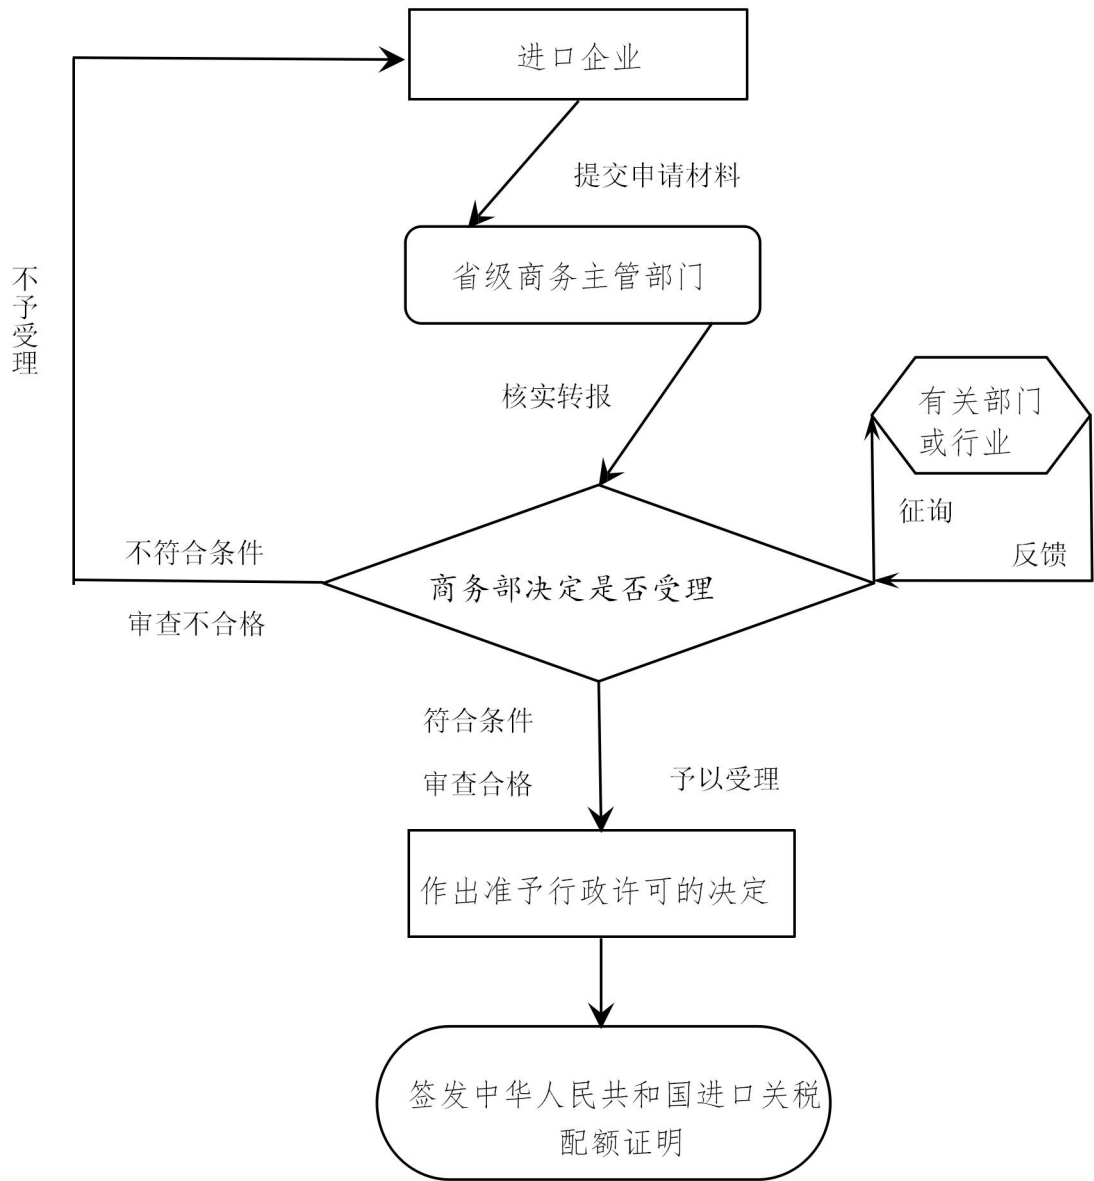 进口企业
提交申请材料
省级商务主管部门
不予受理
核实转报
有关部门
或行业
征询
反馈
不符合条件
商务部决定是否受理
审查不合格
符合条件
审查合格
予以受理
作出准予行政许可的决定
签发中华人民共和国进口关税
配额证明